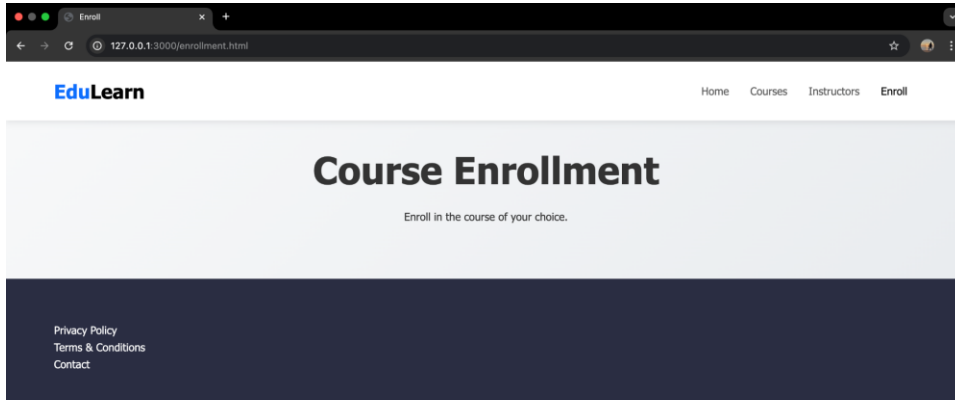 Enroll
127.0.0.1:3000/enrollment.html
EduLearn
Home Courses Instructors Enroll
Course Enrollment
Enroll in the course of your choice.
Privacy Policy
Terms & Conditions
Contact